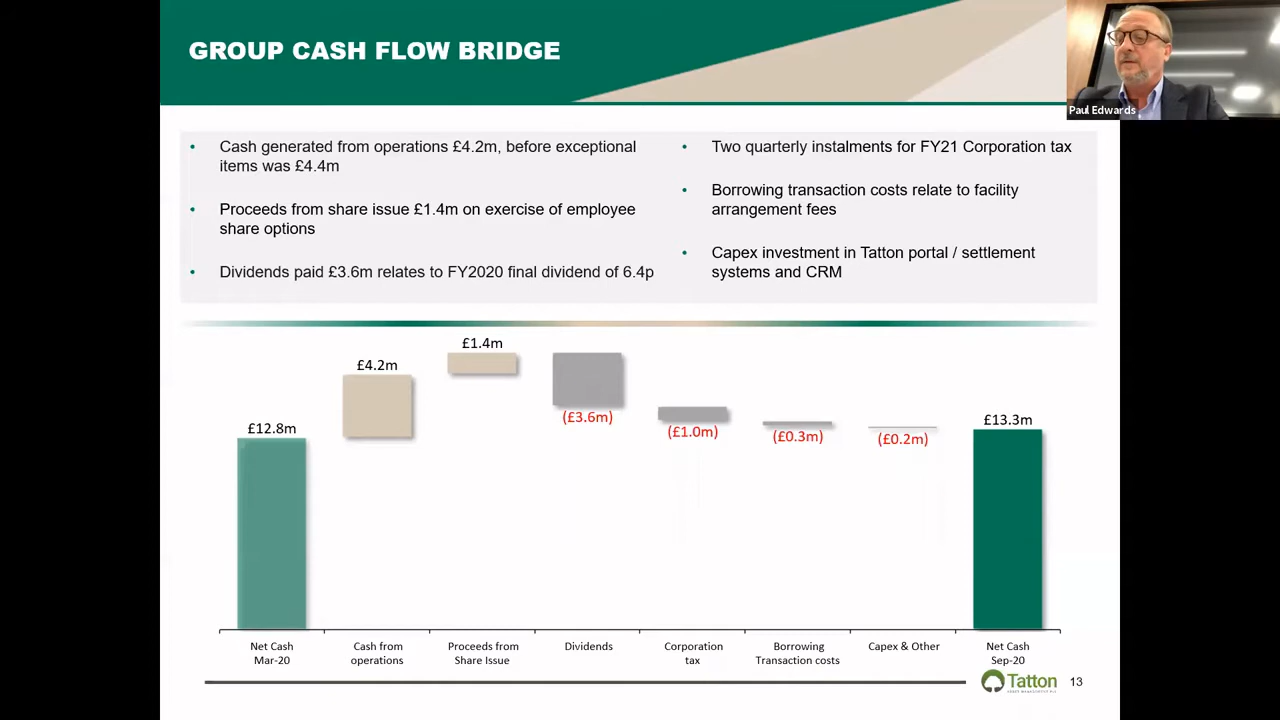 GROUP CASH FLOW BRIDGE
Paul Edwards
• Cash generated from operations £4.2m, before exceptional
items was £4.4m
• Proceeds from share issue £1.4m on exercise of employee
share options
• Dividends paid £3.6m relates to FY2020 final dividend of 6.4p
• Two quarterly instalments for FY21 Corporation tax
• Borrowing transaction costs relate to facility
arrangement fees
• Capex investment in Tatton portal / settlement
systems and CRM
£12.8m
£4.2m
£1.4m
(£3.6m)
(£1.0m)
(£0.3m)
(£0.2m)
£13.3m
Net Cash
Mar-20
Cash from
operations
Proceeds from
Share Issue
Dividends
Corporation
tax
Borrowing
Transaction costs
Capex & Other
Net Cash
Sep-20
Tatton
13